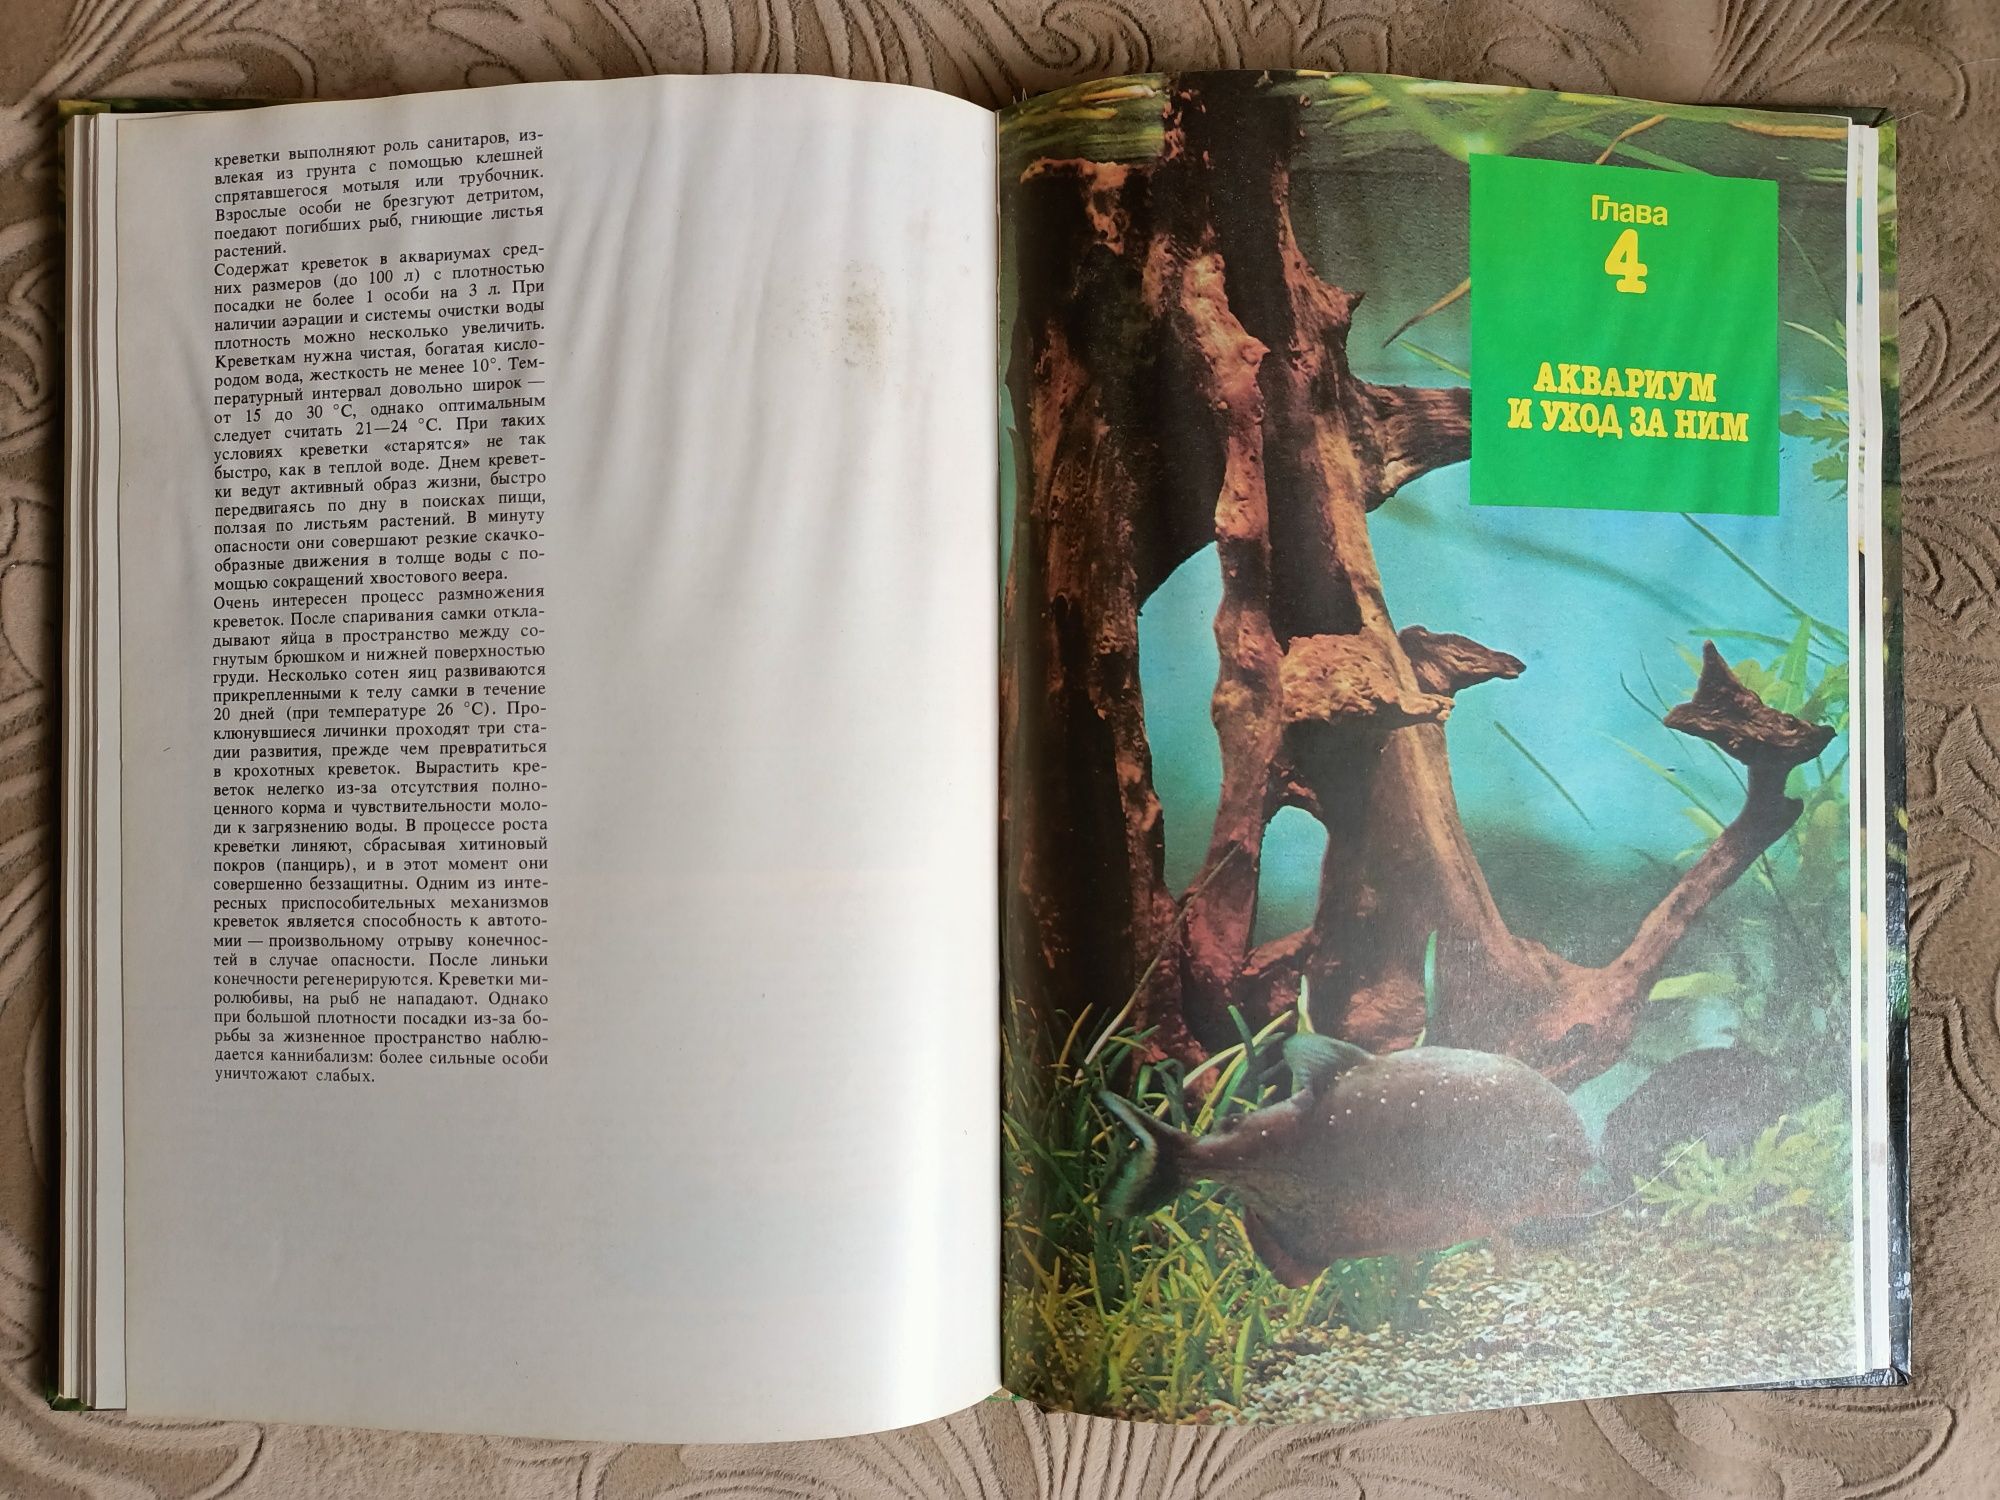 креветки выполняют роль санитаров, из-
влекая из грунта с помощью клешней
спрятавшегося мотыля или трубочник.
Взрослые особи не брезгуют детритом,
поедают погибших рыб, гниющие листья
растений.
Содержат креветок в аквариумах сред-
них размеров (до 100 л) с плотностью
посадки не более 1 особи на 3 л. При
наличии аэрации и системы очистки воды
плотность можно несколько увеличить.
Креветкам нужна чистая, богатая кисло-
родом вода, жесткость не менее 10°. Тем-
пературный интервал довольно широк —
от 15 до 30 °С, однако оптимальным
следует считать 21—24 °С. При таких
условиях креветки «старятся» не так
быстро, как в теплой воде. Днем кревет-
ки ведут активный образ жизни, быстро
передвигаясь по дну в поисках пищи,
ползая по листьям растений. В минуту
опасности они совершают резкие скачко-
образные движения в толще воды с по-
мощью сокращений хвостового веера.
Очень интересен процесс размножения
креветок. После спаривания самки откла-
дывают яйца в пространство между со-
гнутым брюшком и нижней поверхностью
груди. Несколько сотен яиц развиваются
прикрепленными к телу самки в течение
20 дней (при температуре 26 °С). Про-
клюнувшиеся личинки проходят три ста-
дии развития, прежде чем превратиться
в крохотных креветок. Вырастить кре-
веток нелегко из-за отсутствия полно-
ценного корма и чувствительности моло-
ди к загрязнению воды. В процессе роста
креветки линяют, сбрасывая хитиновый
покров (панцирь), и в этот момент они
совершенно беззащитны. Одним из инте-
ресных приспособительных механизмов
креветок является способность к автото-
мии — произвольному отрыву конечнос-
тей в случае опасности. После линьки
конечности регенерируются. Креветки ми-
ролюбивы, на рыб не нападают. Однако
при большой плотности посадки из-за бо-
рьбы за жизненное пространство наблю-
дается каннибализм: более сильные особи
уничтожают слабых.
Глава
4
АКВАРИУМ
И УХОД ЗА НИМ